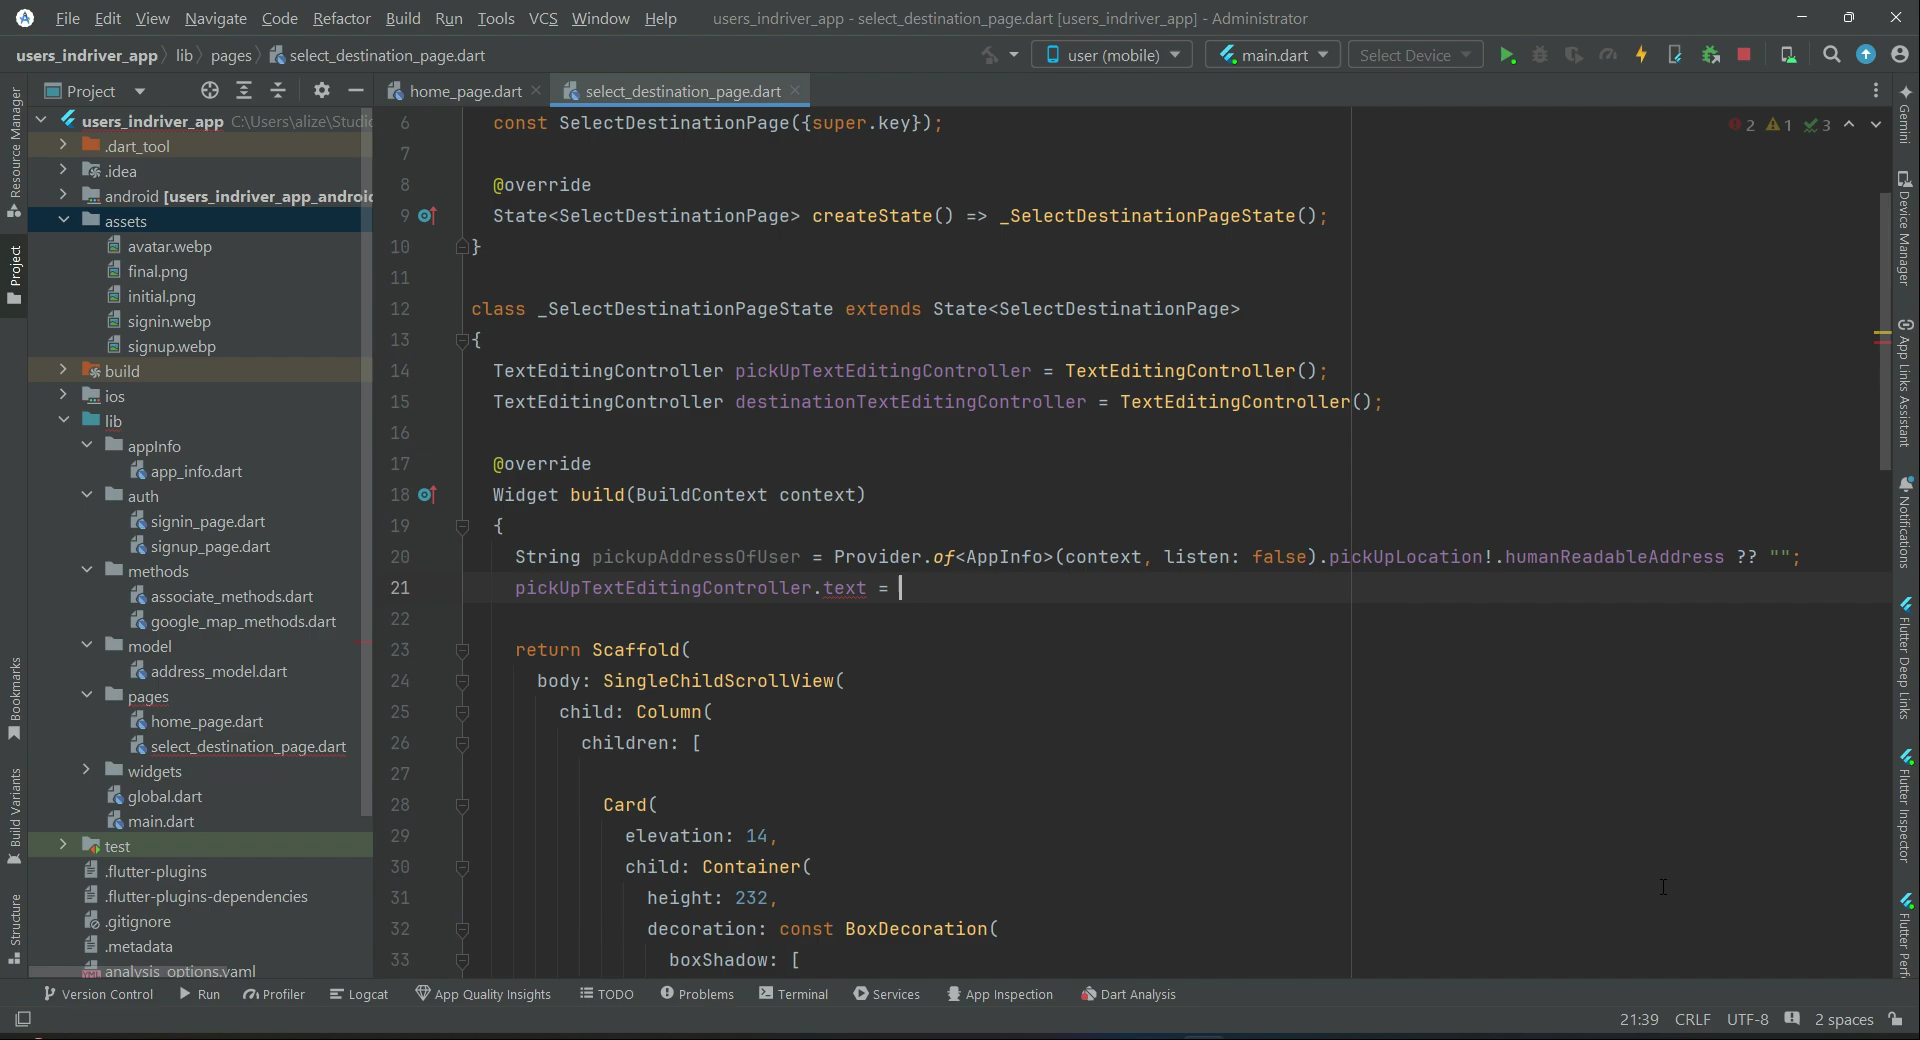 File Edit View Navigate Code Refactor Build Run Tools VCS Window Help users_indriver_app - select_destination_page.dart [users_indriver_app] - Administrator
users_indriver_app lib pages select_destination_page.dart user (mobile) main.dart Select Device
Project
home_page.dart select_destination_page.dart
Resource Manager
Project
Bookmarks
Build Variants
Structure
users_indriver_app C:\Users\alize\Studi
.dart_tool
.idea
android [users_indriver_app_android
assets
avatar.webp
final.png
initial.png
signin.webp
signup.webp
build
ios
lib
appInfo
app_info.dart
auth
signin_page.dart
signup_page.dart
methods
associate_methods.dart
google_map_methods.dart
model
address_model.dart
pages
home_page.dart
select_destination_page.dart
widgets
global.dart
main.dart
test
.flutter-plugins
.flutter-plugins-dependencies
.gitignore
.metadata
analysis_options.yaml
6 const SelectDestinationPage({super.key});
7
8 @override
9 State<SelectDestinationPage> createState() => _SelectDestinationPageState();
10 }
11
12 class _SelectDestinationPageState extends State<SelectDestinationPage>
13 {
14 TextEditingController pickUpTextEditingController = TextEditingController();
15 TextEditingController destinationTextEditingController = TextEditingController();
16
17 @override
18 Widget build(BuildContext context)
19 {
20 String pickupAddressOfUser = Provider.of<AppInfo>(context, listen: false).pickUpLocation!.humanReadableAddress ?? "";
21 pickUpTextEditingController.text =
22
23 return Scaffold(
24 body: SingleChildScrollView(
25 child: Column(
26 children: [
27
28 Card(
29 elevation: 14,
30 child: Container(
31 height: 232,
32 decoration: const BoxDecoration(
33 boxShadow: [
2 1 3
Gemini
Device Manager
App Links Assistant
Notifications
Flutter Deep Links
Flutter Inspector
Flutter Perf
Version Control Run Profiler Logcat App Quality Insights TODO Problems Terminal Services App Inspection Dart Analysis
21:39 CRLF UTF-8 2 spaces